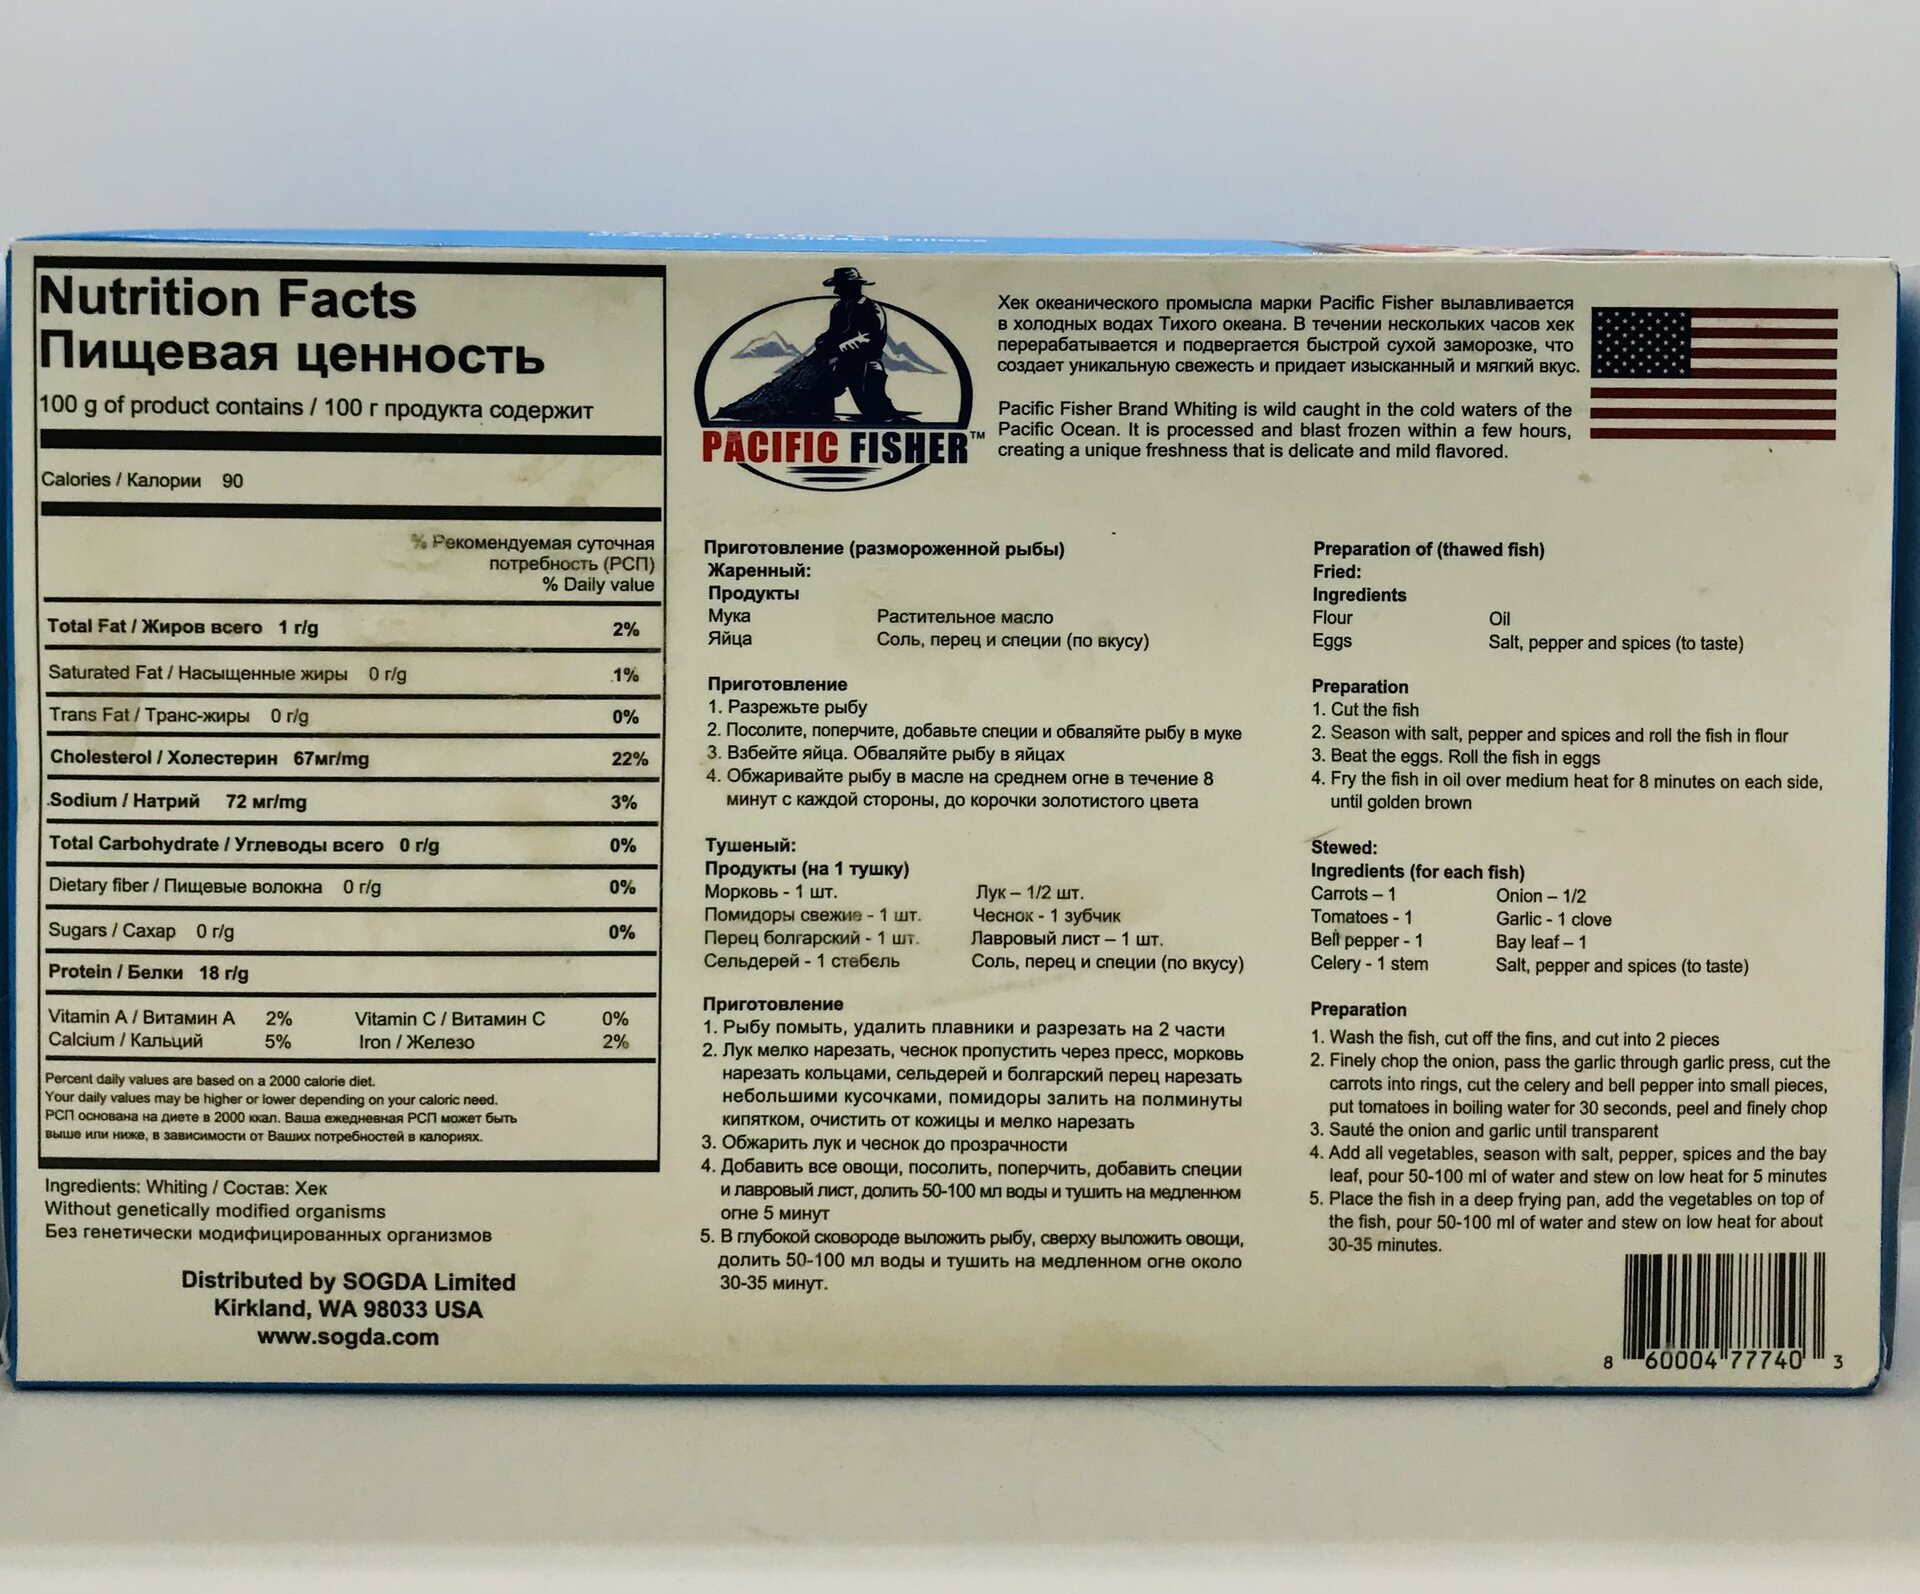 Nutrition Facts
Пищевая ценность
100 g of product contains / 100 г продукта содержит
Calories / Калории 90
% Рекомендуемая суточная
потребность (РСП)
% Daily value
Total Fat / Жиров всего 1 г/g 2%
Saturated Fat / Насыщенные жиры 0 г/g 1%
Trans Fat / Транс-жиры 0 г/g 0%
Cholesterol / Холестерин 67мг/mg 22%
Sodium / Натрий 72 мг/mg 3%
Total Carbohydrate / Углеводы всего 0 г/g 0%
Dietary fiber / Пищевые волокна 0 г/g 0%
Sugars / Сахар 0 г/g 0%
Protein / Белки 18 г/g
Vitamin A / Витамин А 2% Vitamin C / Витамин С 0%
Calcium / Кальций 5% Iron / Железо 2%
Percent daily values are based on a 2000 calorie diet.
Your daily values may be higher or lower depending on your caloric need.
РСП основана на диете в 2000 ккал. Ваша ежедневная РСП может быть
выше или ниже, в зависимости от Ваших потребностей в калориях.
Ingredients: Whiting / Состав: Хек
Without genetically modified organisms
Без генетически модифицированных организмов
Distributed by SOGDA Limited
Kirkland, WA 98033 USA
www.sogda.com
PACIFIC FISHER™
Хек океанического промысла марки Pacific Fisher вылавливается
в холодных водах Тихого океана. В течении нескольких часов хек
перерабатывается и подвергается быстрой сухой заморозке, что
создает уникальную свежесть и придает изысканный и мягкий вкус.
Pacific Fisher Brand Whiting is wild caught in the cold waters of the
Pacific Ocean. It is processed and blast frozen within a few hours,
creating a unique freshness that is delicate and mild flavored.
Приготовление (размороженной рыбы)
Жаренный:
Продукты
Мука Растительное масло
Яйца Соль, перец и специи (по вкусу)
Приготовление
1. Разрежьте рыбу
2. Посолите, поперчите, добавьте специи и обваляйте рыбу в муке
3. Взбейте яйца. Обваляйте рыбу в яйцах
4. Обжаривайте рыбу в масле на среднем огне в течение 8
минут с каждой стороны, до корочки золотистого цвета
Тушеный:
Продукты (на 1 тушку)
Морковь - 1 шт. Лук – 1/2 шт.
Помидоры свежие - 1 шт. Чеснок - 1 зубчик
Перец болгарский - 1 шт. Лавровый лист – 1 шт.
Сельдерей - 1 стебель Соль, перец и специи (по вкусу)
Приготовление
1. Рыбу помыть, удалить плавники и разрезать на 2 части
2. Лук мелко нарезать, чеснок пропустить через пресс, морковь
нарезать кольцами, сельдерей и болгарский перец нарезать
небольшими кусочками, помидоры залить на полминуты
кипятком, очистить от кожицы и мелко нарезать
3. Обжарить лук и чеснок до прозрачности
4. Добавить все овощи, посолить, поперчить, добавить специи
и лавровый лист, долить 50-100 мл воды и тушить на медленном
огне 5 минут
5. В глубокой сковороде выложить рыбу, сверху выложить овощи,
долить 50-100 мл воды и тушить на медленном огне около
30-35 минут.
Preparation of (thawed fish)
Fried:
Ingredients
Flour Oil
Eggs Salt, pepper and spices (to taste)
Preparation
1. Cut the fish
2. Season with salt, pepper and spices and roll the fish in flour
3. Beat the eggs. Roll the fish in eggs
4. Fry the fish in oil over medium heat for 8 minutes on each side,
until golden brown
Stewed:
Ingredients (for each fish)
Carrots – 1 Onion – 1/2
Tomatoes - 1 Garlic - 1 clove
Bell pepper - 1 Bay leaf – 1
Celery - 1 stem Salt, pepper and spices (to taste)
Preparation
1. Wash the fish, cut off the fins, and cut into 2 pieces
2. Finely chop the onion, pass the garlic through garlic press, cut the
carrots into rings, cut the celery and bell pepper into small pieces,
put tomatoes in boiling water for 30 seconds, peel and finely chop
3. Sauté the onion and garlic until transparent
4. Add all vegetables, season with salt, pepper, spices and the bay
leaf, pour 50-100 ml of water and stew on low heat for 5 minutes
5. Place the fish in a deep frying pan, add the vegetables on top of
the fish, pour 50-100 ml of water and stew on low heat for about
30-35 minutes.
8 60004 77740 3